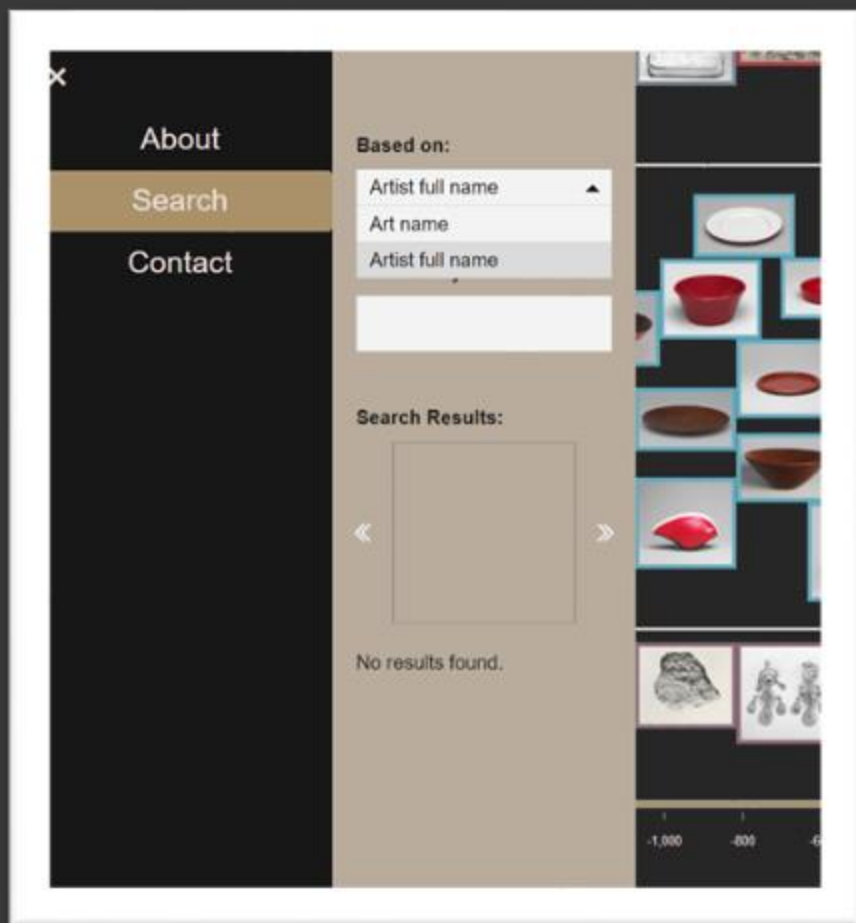 ×
About
Search
Contact
Based on:
Artist full name
Art name
Artist full name
Search Results:
«
»
No results found.
-1,000
-800